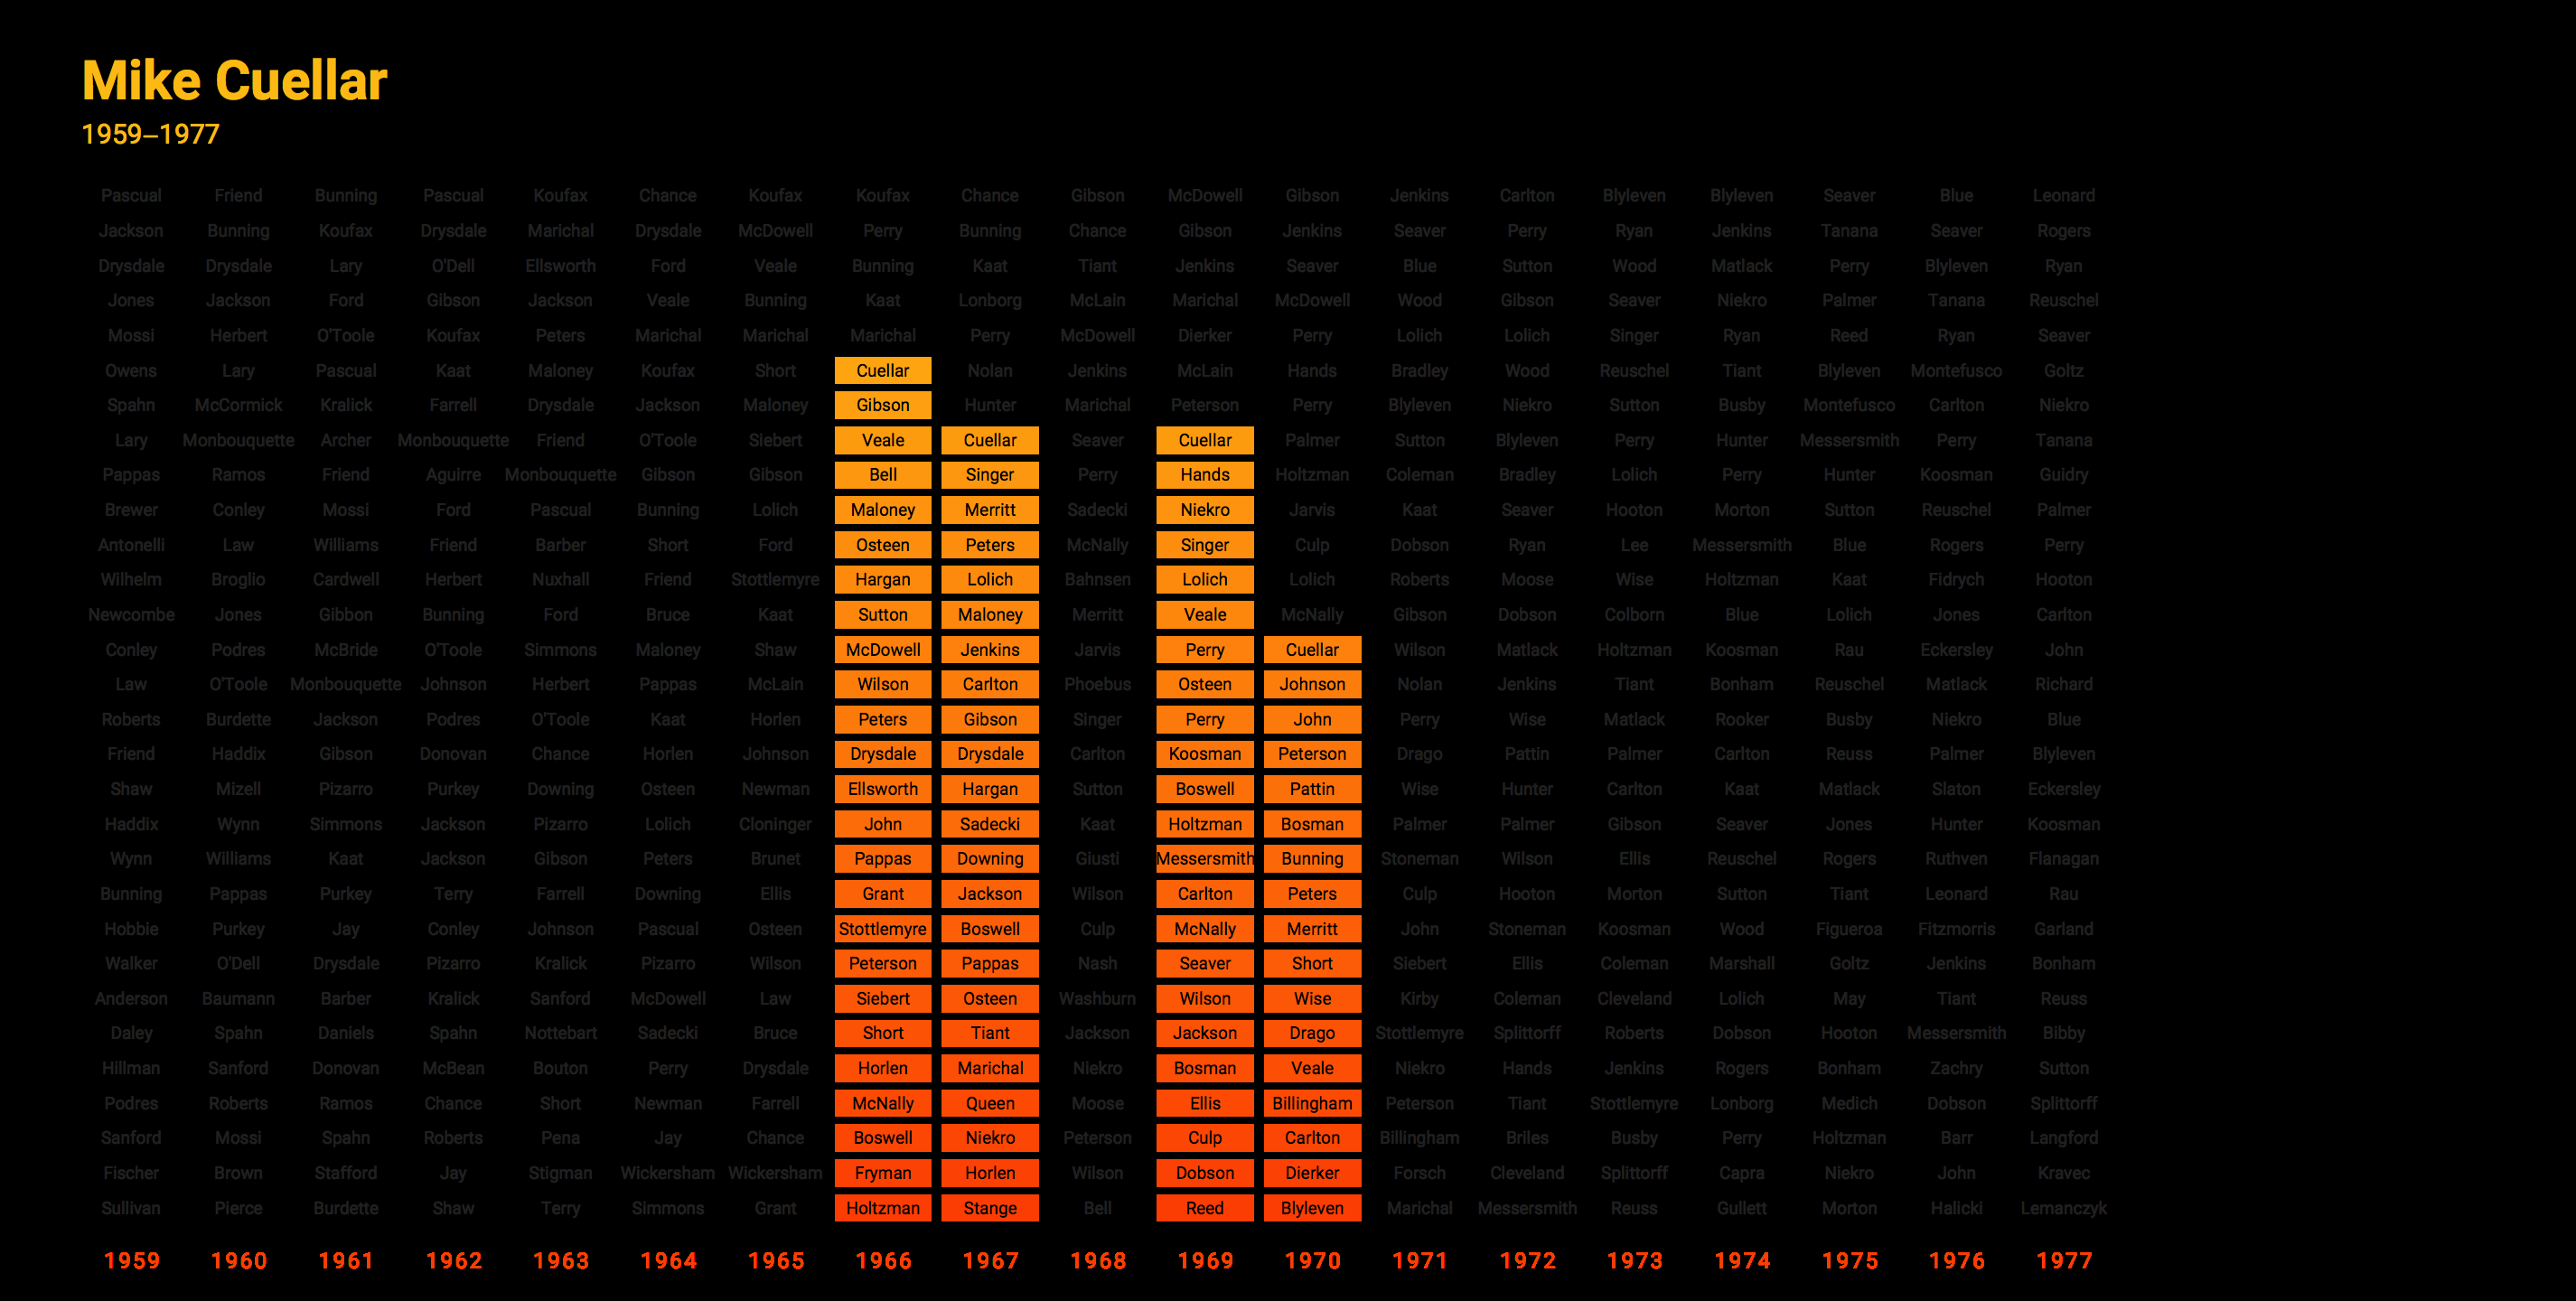 Mike Cuellar
1959–1977
Pascual Friend Bunning Pascual Koufax Chance Koufax Koufax Chance Gibson McDowell Gibson Jenkins Carlton Blyleven Blyleven Seaver Blue Leonard
Jackson Bunning Koufax Drysdale Marichal Drysdale McDowell Perry Bunning Chance Gibson Jenkins Seaver Perry Ryan Jenkins Tanana Seaver Rogers
Drysdale Drysdale Lary O'Dell Ellsworth Ford Veale Bunning Kaat Tiant Jenkins Seaver Blue Sutton Wood Matlack Perry Blyleven Ryan
Jones Jackson Ford Gibson Jackson Veale Bunning Kaat Lonborg McLain Marichal McDowell Wood Gibson Seaver Niekro Palmer Tanana Reuschel
Mossi Herbert O'Toole Koufax Peters Marichal Marichal Marichal Perry McDowell Dierker Perry Lolich Lolich Singer Ryan Reed Ryan Seaver
Owens Lary Pascual Kaat Maloney Koufax Short Cuellar Nolan Jenkins McLain Hands Bradley Wood Reuschel Tiant Blyleven Montefusco Goltz
Spahn McCormick Kralick Farrell Drysdale Jackson Maloney Gibson Hunter Marichal Peterson Perry Blyleven Niekro Sutton Busby Montefusco Carlton Niekro
Lary Monbouquette Archer Monbouquette Friend O'Toole Siebert Veale Cuellar Seaver Cuellar Palmer Sutton Blyleven Perry Hunter Messersmith Perry Tanana
Pappas Ramos Friend Aguirre Monbouquette Gibson Gibson Bell Singer Perry Hands Holtzman Coleman Bradley Lolich Perry Hunter Koosman Guidry
Brewer Conley Mossi Ford Pascual Bunning Lolich Maloney Merritt Sadecki Niekro Jarvis Kaat Seaver Hooton Morton Sutton Reuschel Palmer
Antonelli Law Williams Friend Barber Short Ford Osteen Peters McNally Singer Culp Dobson Ryan Lee Messersmith Blue Rogers Perry
Wilhelm Broglio Cardwell Herbert Nuxhall Friend Stottlemyre Hargan Lolich Bahnsen Lolich Lolich Roberts Moose Wise Holtzman Kaat Fidrych Hooton
Newcombe Jones Gibbon Bunning Ford Bruce Kaat Sutton Maloney Merritt Veale McNally Gibson Dobson Colborn Blue Lolich Jones Carlton
Conley Podres McBride O'Toole Simmons Maloney Shaw McDowell Jenkins Jarvis Perry Cuellar Wilson Matlack Holtzman Koosman Rau Eckersley John
Law O'Toole Monbouquette Johnson Herbert Pappas McLain Wilson Carlton Phoebus Osteen Johnson Nolan Jenkins Tiant Bonham Reuschel Matlack Richard
Roberts Burdette Jackson Podres O'Toole Kaat Horlen Peters Gibson Singer Perry John Perry Wise Matlack Rooker Busby Niekro Blue
Friend Haddix Gibson Donovan Chance Horlen Johnson Drysdale Drysdale Carlton Koosman Peterson Drago Pattin Palmer Carlton Reuss Palmer Blyleven
Shaw Mizell Pizarro Purkey Downing Osteen Newman Ellsworth Hargan Sutton Boswell Pattin Wise Hunter Carlton Kaat Matlack Slaton Eckersley
Haddix Wynn Simmons Jackson Pizarro Lolich Cloninger John Sadecki Kaat Holtzman Bosman Palmer Palmer Gibson Seaver Jones Hunter Koosman
Wynn Williams Kaat Jackson Gibson Peters Brunet Pappas Downing Giusti Messersmith Bunning Stoneman Wilson Ellis Reuschel Rogers Ruthven Flanagan
Bunning Pappas Purkey Terry Farrell Downing Ellis Grant Jackson Wilson Carlton Peters Culp Hooton Morton Sutton Tiant Leonard Rau
Hobbie Purkey Jay Conley Johnson Pascual Osteen Stottlemyre Boswell Culp McNally Merritt John Stoneman Koosman Wood Figueroa Fitzmorris Garland
Walker O'Dell Drysdale Pizarro Kralick Pizarro Wilson Peterson Pappas Nash Seaver Short Siebert Ellis Coleman Marshall Goltz Jenkins Bonham
Anderson Baumann Barber Kralick Sanford McDowell Law Siebert Osteen Washburn Wilson Wise Kirby Coleman Cleveland Lolich May Tiant Reuss
Daley Spahn Daniels Spahn Nottebart Sadecki Bruce Short Tiant Jackson Jackson Drago Stottlemyre Splittorff Roberts Dobson Hooton Messersmith Bibby
Hillman Sanford Donovan McBean Bouton Perry Drysdale Horlen Marichal Niekro Bosman Veale Niekro Hands Jenkins Rogers Bonham Zachry Sutton
Podres Roberts Ramos Chance Short Newman Farrell McNally Queen Moose Ellis Billingham Peterson Tiant Stottlemyre Lonborg Medich Dobson Splittorff
Sanford Mossi Spahn Roberts Pena Jay Chance Boswell Niekro Peterson Culp Carlton Billingham Briles Busby Perry Holtzman Barr Langford
Fischer Brown Stafford Jay Stigman Wickersham Wickersham Fryman Horlen Wilson Dobson Dierker Forsch Cleveland Splittorff Capra Niekro John Kravec
Sullivan Pierce Burdette Shaw Terry Simmons Grant Holtzman Stange Bell Reed Blyleven Marichal Messersmith Reuss Gullett Morton Halicki Lemanczyk
1959 1960 1961 1962 1963 1964 1965 1966 1967 1968 1969 1970 1971 1972 1973 1974 1975 1976 1977